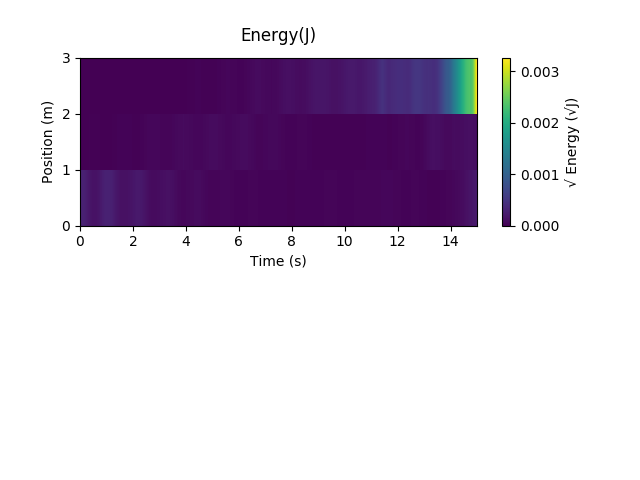 Energy(J)
3
2
1
0
Position (m)
0 2 4 6 8 10 12 14
Time (s)
0.003
0.002
0.001
0.000
√ Energy (√J)